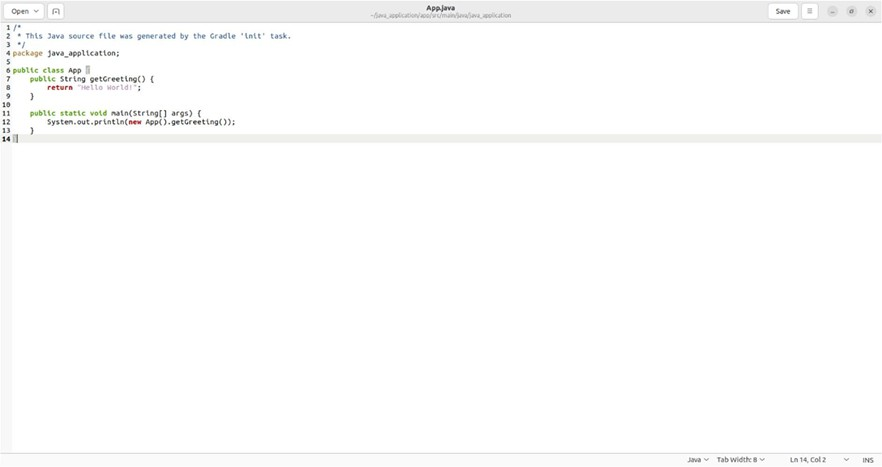 Open
App.java
~/java_application/app/src/main/java/java_application
Save
1 /*
2  * This Java source file was generated by the Gradle 'init' task.
3  */
4 package java_application;
5
6 public class App {
7     public String getGreeting() {
8         return "Hello World!";
9     }
10
11     public static void main(String[] args) {
12         System.out.println(new App().getGreeting());
13     }
14 }
Java
Tab Width: 8
Ln 14, Col 2
INS